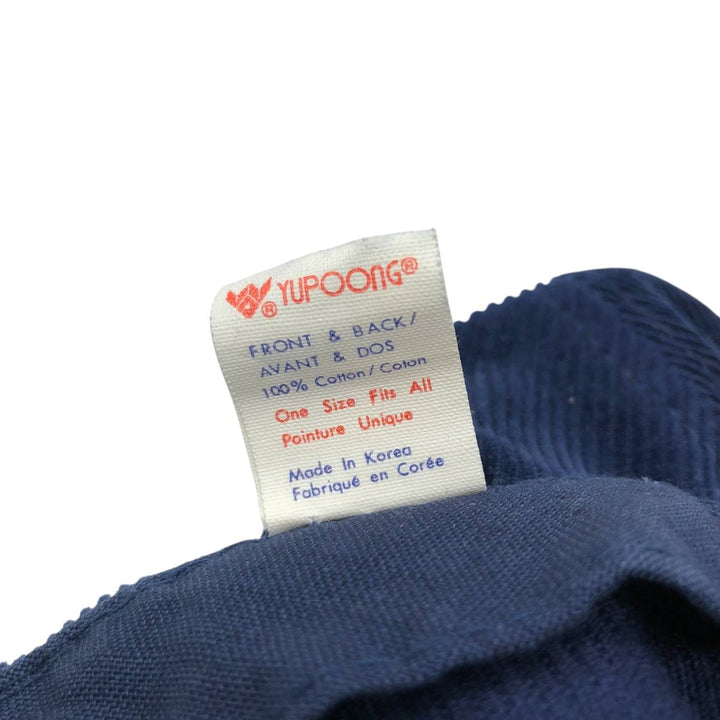 YUPOONG®
FRONT & BACK/
AVANT & DOS
100% Cotton/Coton
One Size Fits All
Pointure Unique
Made In Korea
Fabriqué en Corée